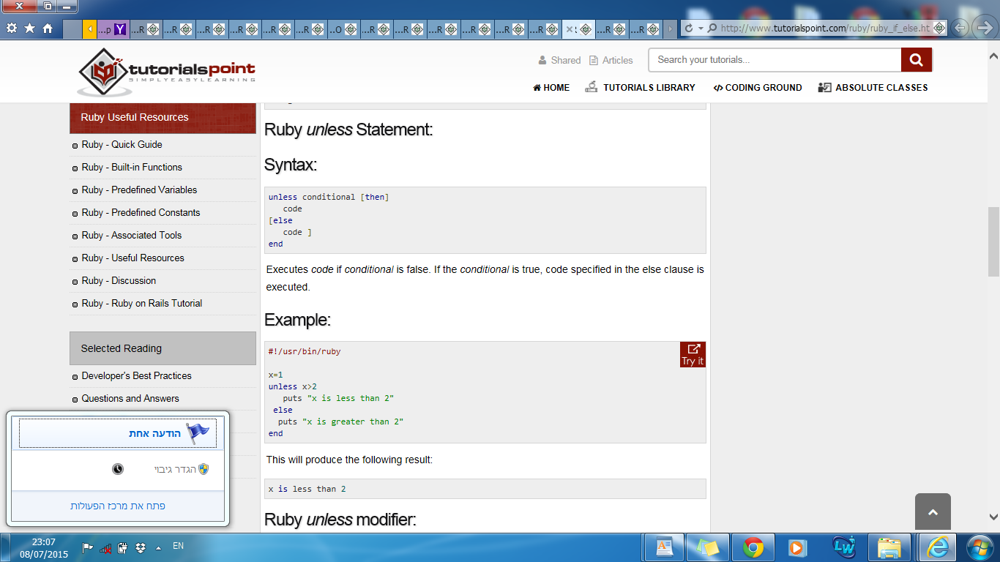 ...p
...R
...R
...R
...R
...R
...R
...O
...R
...R
...R
...R
...R
...R
...R
...R
http://www.tutorialspoint.com/ruby/ruby_if_else.ht
tutorialspoint
SIMPLYEASYLEARNING
Shared Articles
Search your tutorials...
HOME TUTORIALS LIBRARY </> CODING GROUND ABSOLUTE CLASSES
Ruby Useful Resources
Ruby - Quick Guide
Ruby - Built-in Functions
Ruby - Predefined Variables
Ruby - Predefined Constants
Ruby - Associated Tools
Ruby - Useful Resources
Ruby - Discussion
Ruby - Ruby on Rails Tutorial
Selected Reading
Developer's Best Practices
Questions and Answers
Ruby unless Statement:
Syntax:
unless conditional [then]
   code
[else
   code ]
end
Executes code if conditional is false. If the conditional is true, code specified in the else clause is
executed.
Example:
#!/usr/bin/ruby
Try it
x=1
unless x>2
   puts "x is less than 2"
 else
  puts "x is greater than 2"
end
This will produce the following result:
x is less than 2
Ruby unless modifier:
הודעה אחת
הגדר גיבוי
פתח את מרכז הפעולות
23:07
08/07/2015
EN
LW